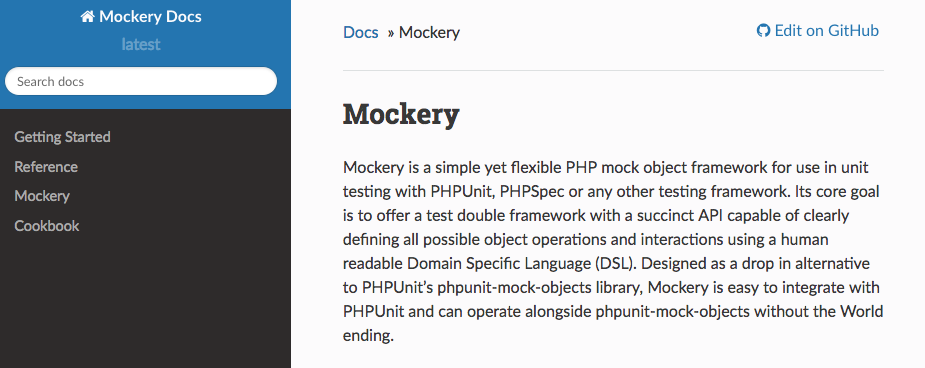 Mockery Docs
latest
Search docs
Getting Started
Reference
Mockery
Cookbook
Docs » Mockery
Edit on GitHub
Mockery
Mockery is a simple yet flexible PHP mock object framework for use in unit
testing with PHPUnit, PHPSpec or any other testing framework. Its core goal
is to offer a test double framework with a succinct API capable of clearly
defining all possible object operations and interactions using a human
readable Domain Specific Language (DSL). Designed as a drop in alternative
to PHPUnit's phpunit-mock-objects library, Mockery is easy to integrate with
PHPUnit and can operate alongside phpunit-mock-objects without the World
ending.